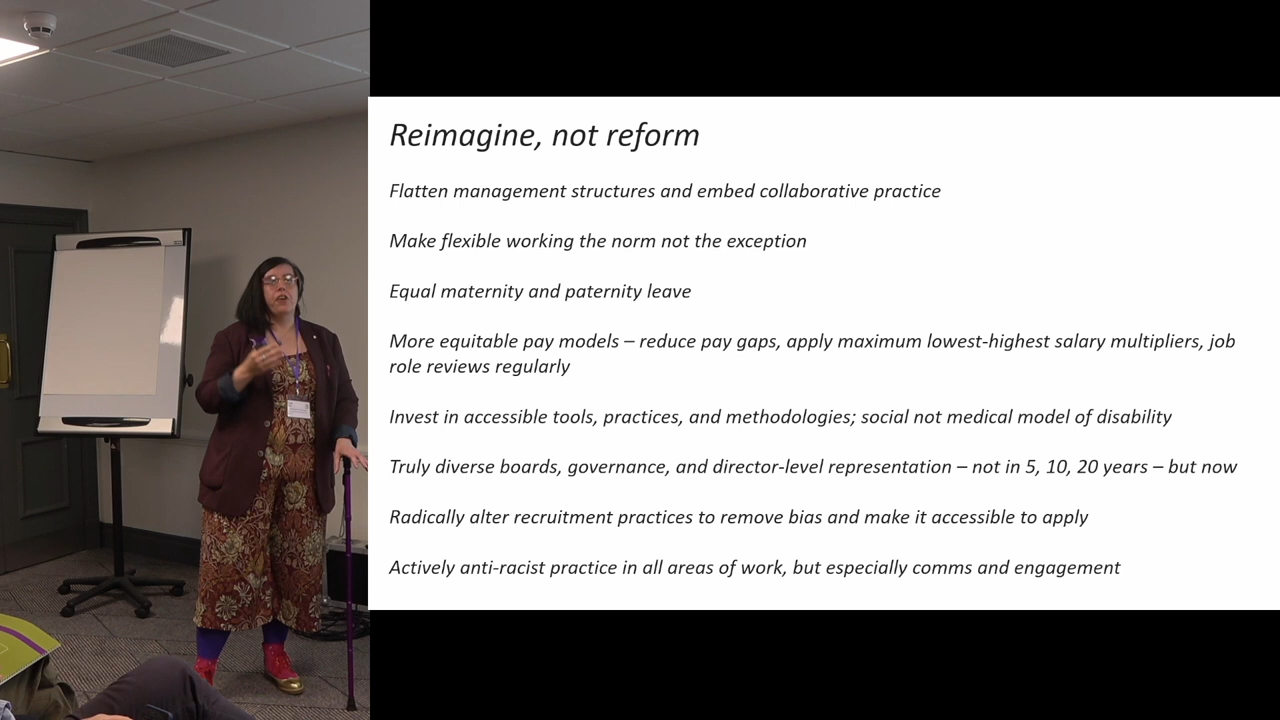 Reimagine, not reform
Flatten management structures and embed collaborative practice
Make flexible working the norm not the exception
Equal maternity and paternity leave
More equitable pay models – reduce pay gaps, apply maximum lowest-highest salary multipliers, job
role reviews regularly
Invest in accessible tools, practices, and methodologies; social not medical model of disability
Truly diverse boards, governance, and director-level representation – not in 5, 10, 20 years – but now
Radically alter recruitment practices to remove bias and make it accessible to apply
Actively anti-racist practice in all areas of work, but especially comms and engagement